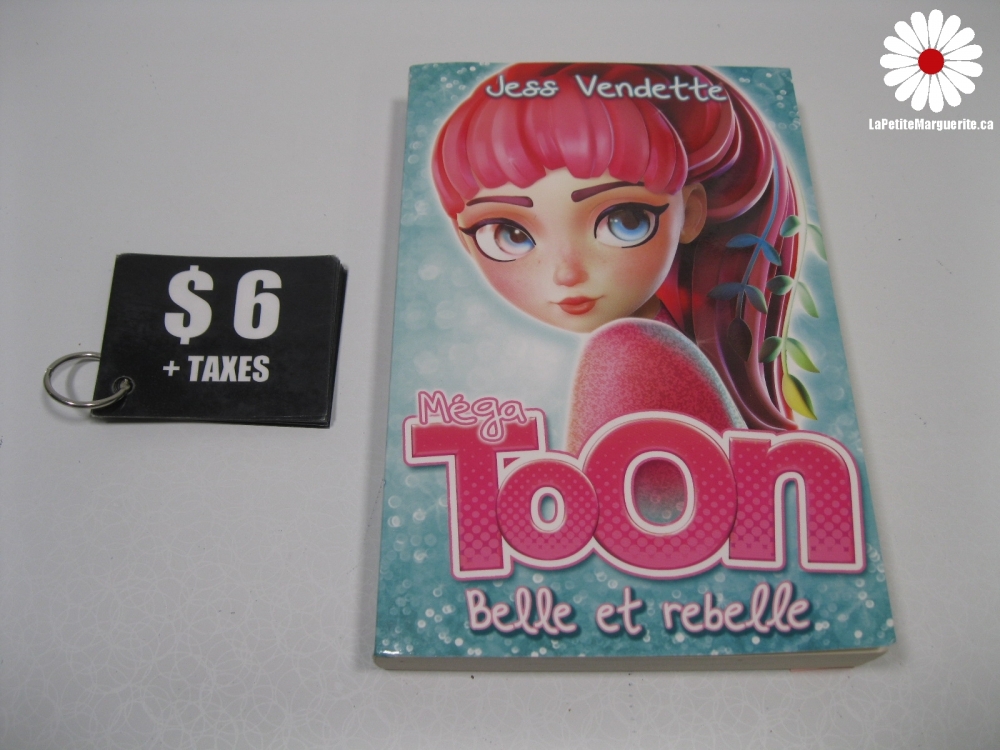 LaPetiteMarguerite.ca
Jess Vendette
$ 6
+ TAXES
Méga
ToOn
Belle et rebelle